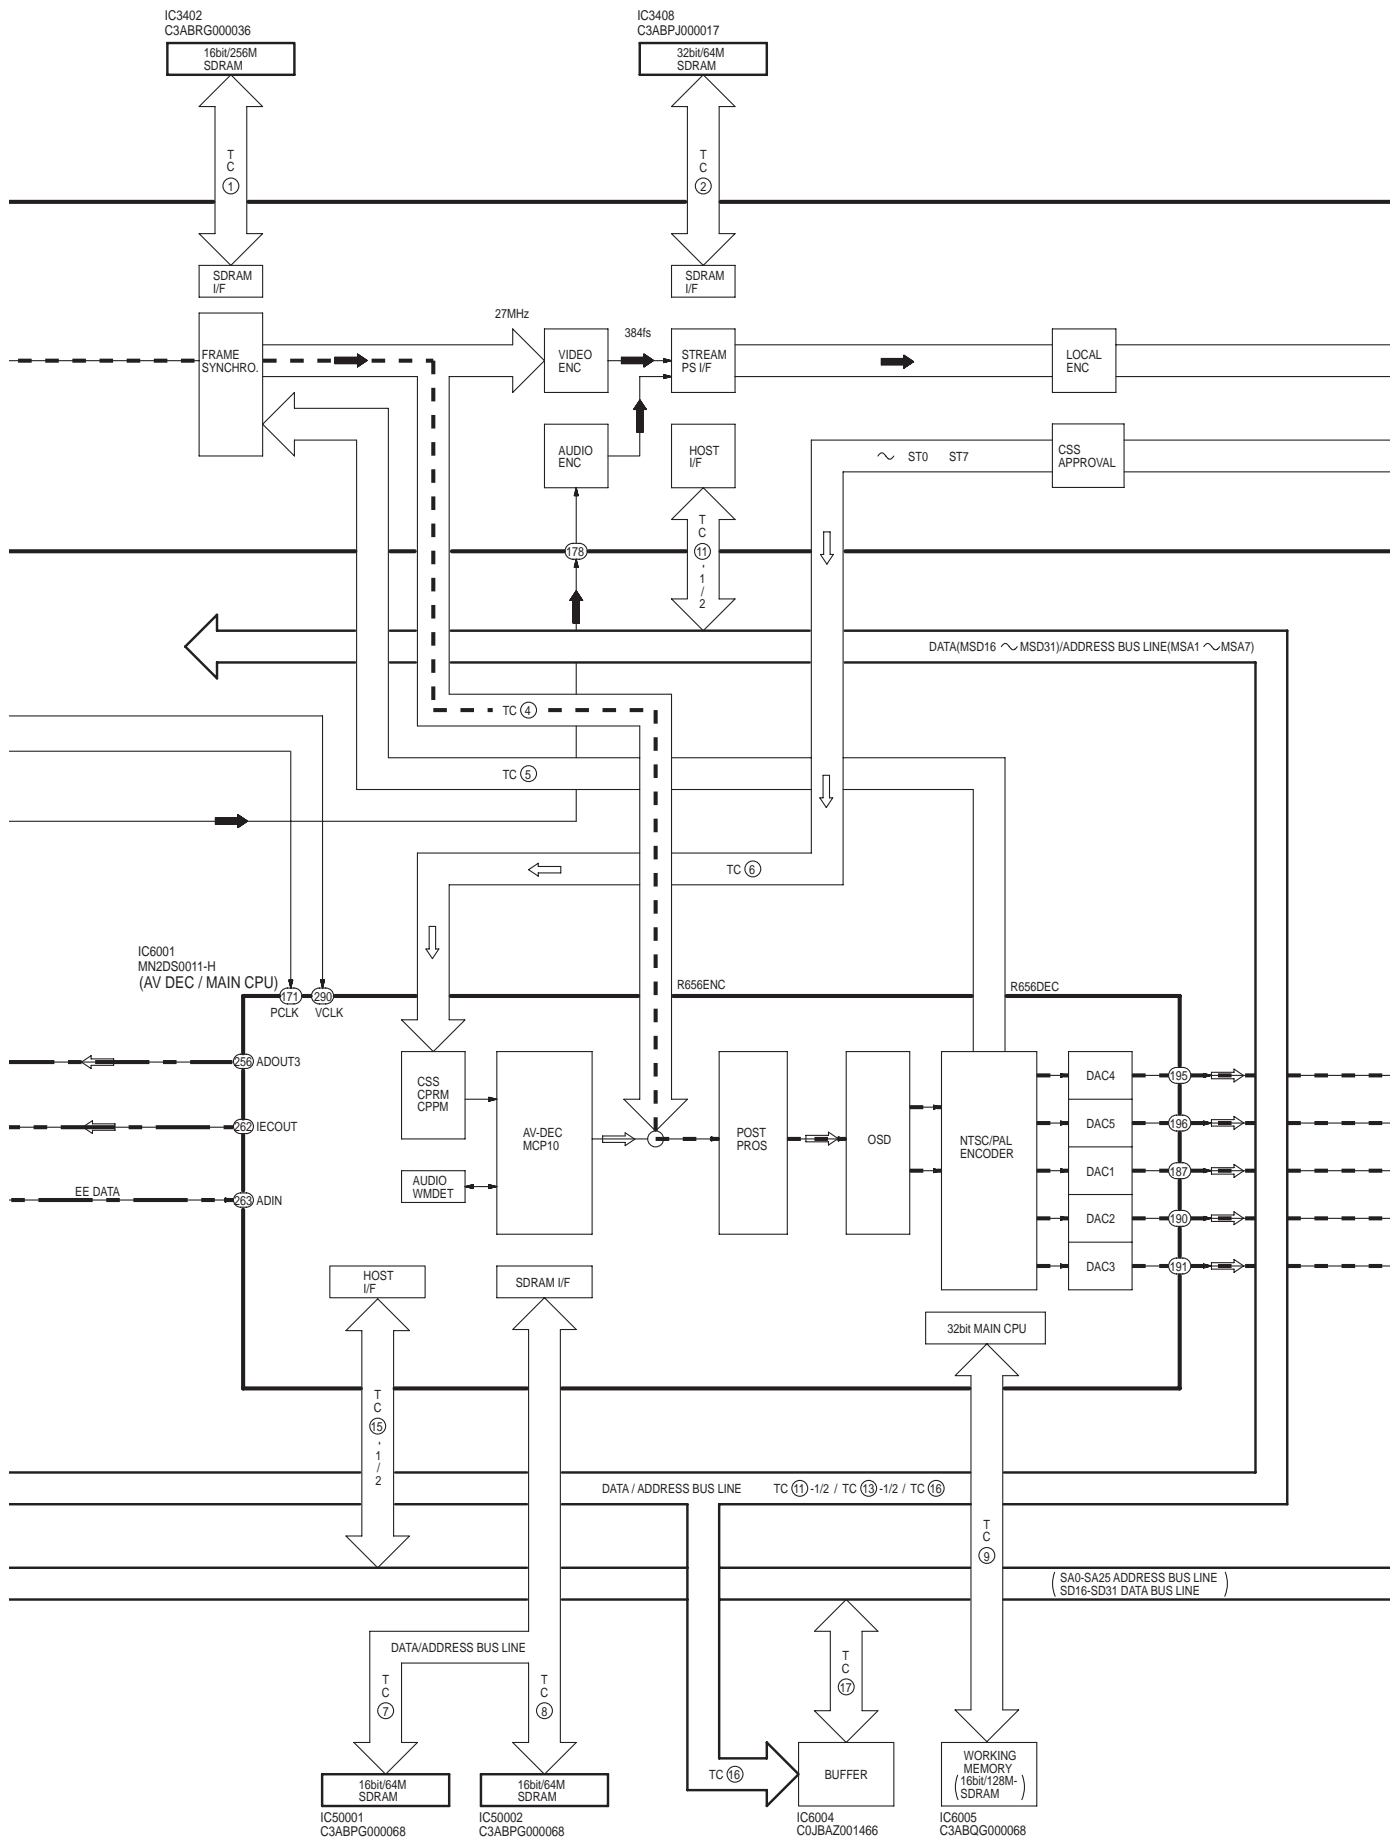 IC3402
C3ABRG000036
16bit/256M
SDRAM
IC3408
C3ABPJ000017
32bit/64M
SDRAM
T
C
1
T
C
2
SDRAM
I/F
SDRAM
I/F
27MHz
384fs
FRAME
SYNCHRO.
VIDEO
ENC
STREAM
PS I/F
LOCAL
ENC
AUDIO
ENC
HOST
I/F
～ ST0 ST7
CSS
APPROVAL
T
C
11
-
1
/
2
178
DATA(MSD16 ～ MSD31)/ADDRESS BUS LINE(MSA1 ～ MSA7)
TC 4
TC 5
TC 6
IC6001
MN2DS0011-H
(AV DEC / MAIN CPU)
171
290
PCLK
VCLK
R656ENC
R656DEC
256 ADOUT3
262 IECOUT
EE DATA
263 ADIN
CSS
CPRM
CPPM
AUDIO
WMDET
AV-DEC
MCP10
POST
PROS
OSD
NTSC/PAL
ENCODER
DAC4
195
DAC5
196
DAC1
187
DAC2
190
DAC3
191
HOST
I/F
SDRAM I/F
32bit MAIN CPU
T
C
15
-
1
/
2
DATA / ADDRESS BUS LINE TC 11 -1/2 / TC 13 -1/2 / TC 16
T
C
9
SA0-SA25 ADDRESS BUS LINE
SD16-SD31 DATA BUS LINE
DATA/ADDRESS BUS LINE
T
C
7
T
C
8
T
C
17
TC 16
BUFFER
WORKING
MEMORY
(16bit/128M-
SDRAM)
16bit/64M
SDRAM
16bit/64M
SDRAM
IC50001
C3ABPG000068
IC50002
C3ABPG000068
IC6004
C0JBAZ001466
IC6005
C3ABQG000068